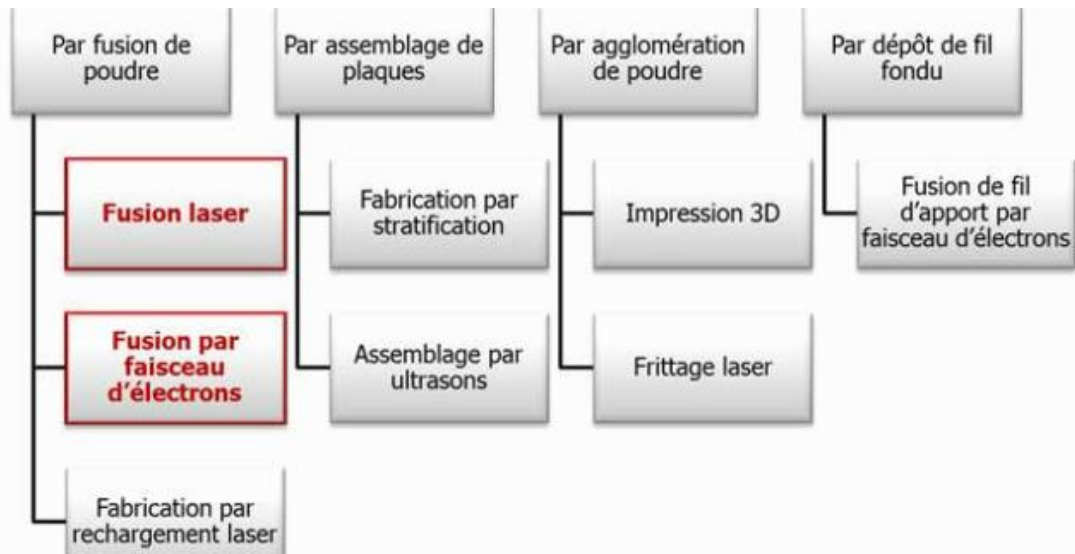 Par fusion de
poudre
Par assemblage de
plaques
Par agglomération
de poudre
Par dépôt de fil
fondu
Fusion laser
Fabrication par
stratification
Impression 3D
Fusion de fil
d'apport par
faisceau d'électrons
Fusion par
faisceau
d'électrons
Assemblage par
ultrasons
Frittage laser
Fabrication par
rechargement laser